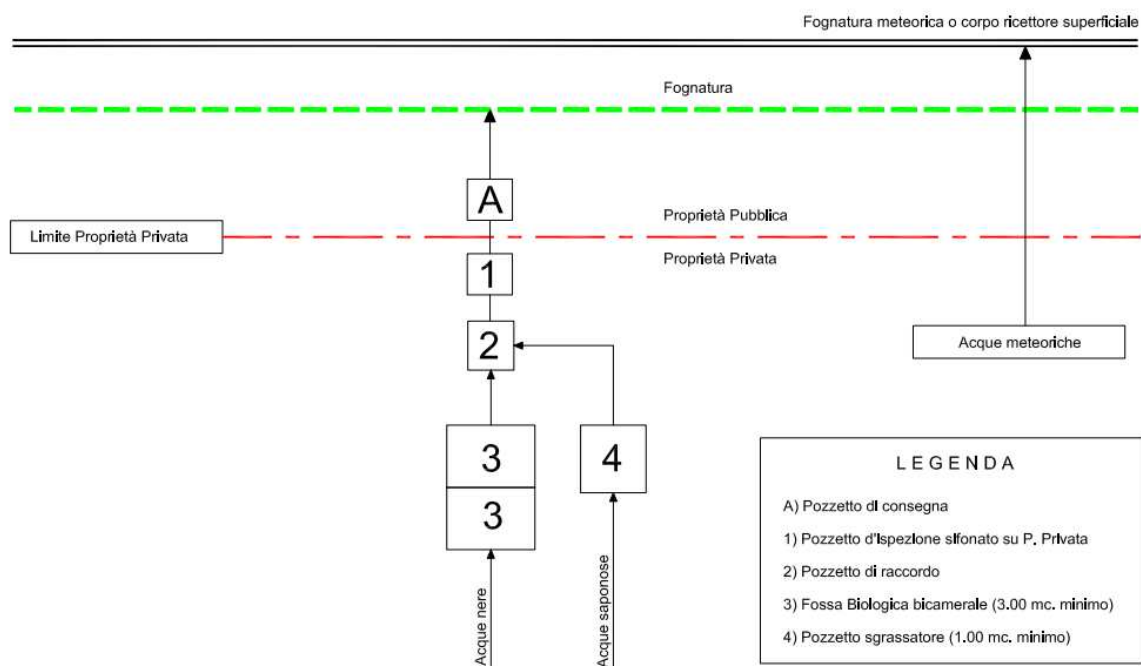 Fognatura meteorica o corpo ricettore superficiale
Fognatura
A
Proprietà Pubblica
Limite Proprietà Privata
Proprietà Privata
1
2
Acque meteoriche
3
4
3
Acque nere
Acque saponose
LEGENDA
A) Pozzetto di consegna
1) Pozzetto d'ispezione sifonato su P. Privata
2) Pozzetto di raccordo
3) Fossa Biologica bicamerale (3.00 mc. minimo)
4) Pozzetto sgrassatore (1.00 mc. minimo)